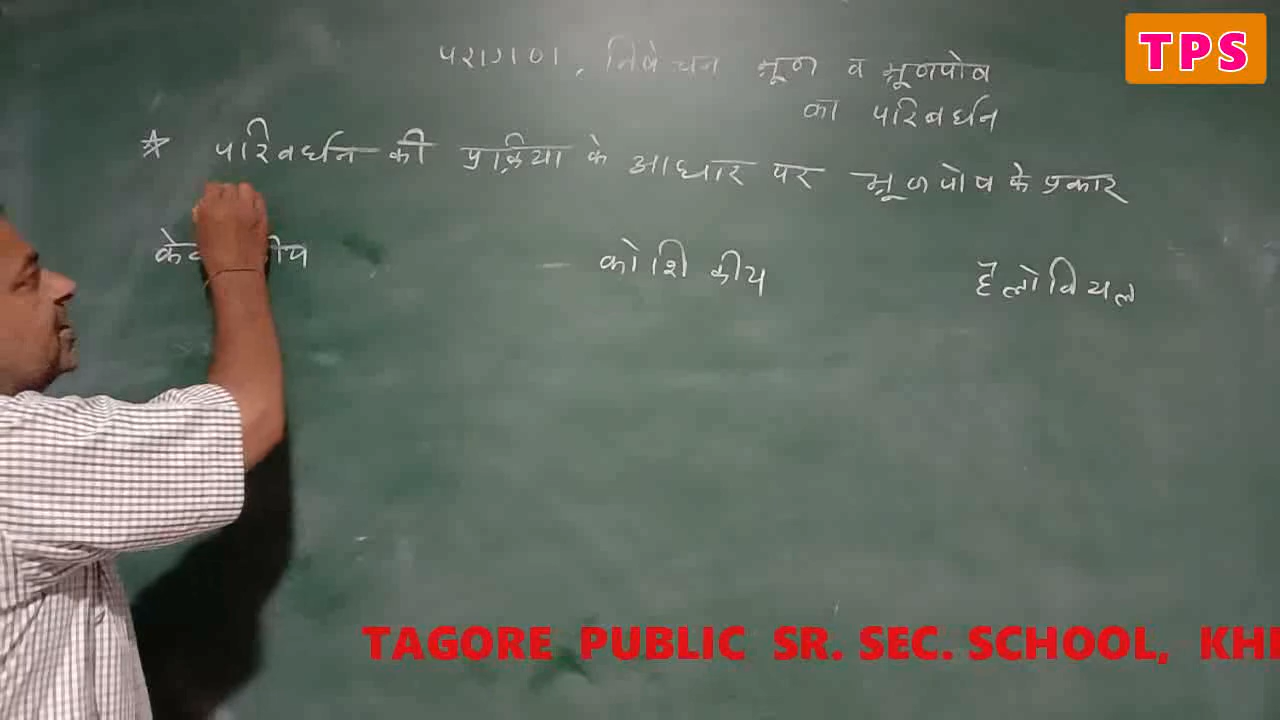 परागण, निषेचन भ्रूण व भ्रूणपोष
का परिवर्धन
TPS
* परिवर्धन की प्रक्रिया के आधार पर भ्रूणपोष के प्रकार
कोशिकीय हैलोबियल
TAGORE PUBLIC SR. SEC. SCHOOL,